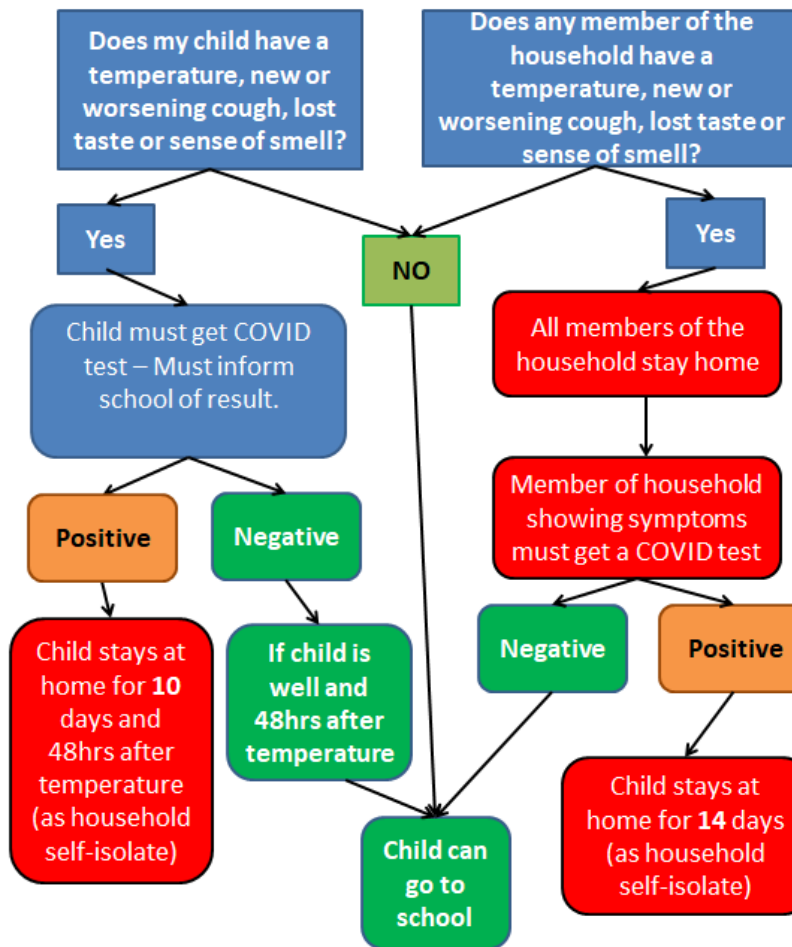 Does my child have a
temperature, new or
worsening cough, lost
taste or sense of smell?
Does any member of the
household have a
temperature, new or
worsening cough, lost taste or
sense of smell?
Yes
NO
Yes
Child must get COVID
test – Must inform
school of result.
All members of the
household stay home
Positive
Negative
Member of household
showing symptoms
must get a COVID test
Child stays at
home for 10
days and
48hrs after
temperature
(as household
self-isolate)
If child is
well and
48hrs after
temperature
Negative
Positive
Child can
go to
school
Child stays at
home for 14 days
(as household
self-isolate)